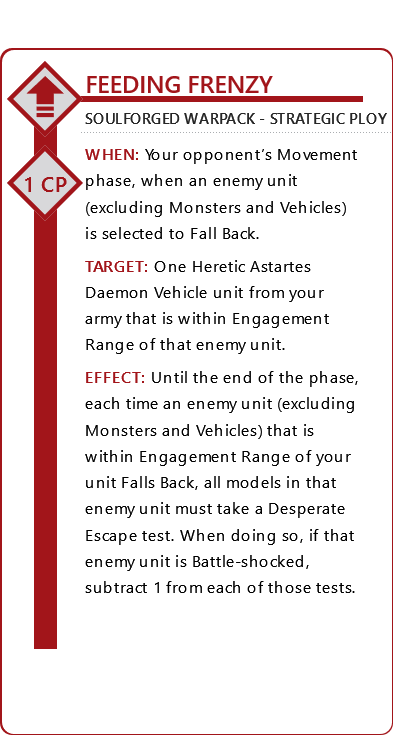 FEEDING FRENZY
SOULFORGED WARPACK - STRATEGIC PLOY
1 CP
WHEN: Your opponent's Movement
phase, when an enemy unit
(excluding Monsters and Vehicles)
is selected to Fall Back.
TARGET: One Heretic Astartes
Daemon Vehicle unit from your
army that is within Engagement
Range of that enemy unit.
EFFECT: Until the end of the phase,
each time an enemy unit (excluding
Monsters and Vehicles) that is
within Engagement Range of your
unit Falls Back, all models in that
enemy unit must take a Desperate
Escape test. When doing so, if that
enemy unit is Battle-shocked,
subtract 1 from each of those tests.